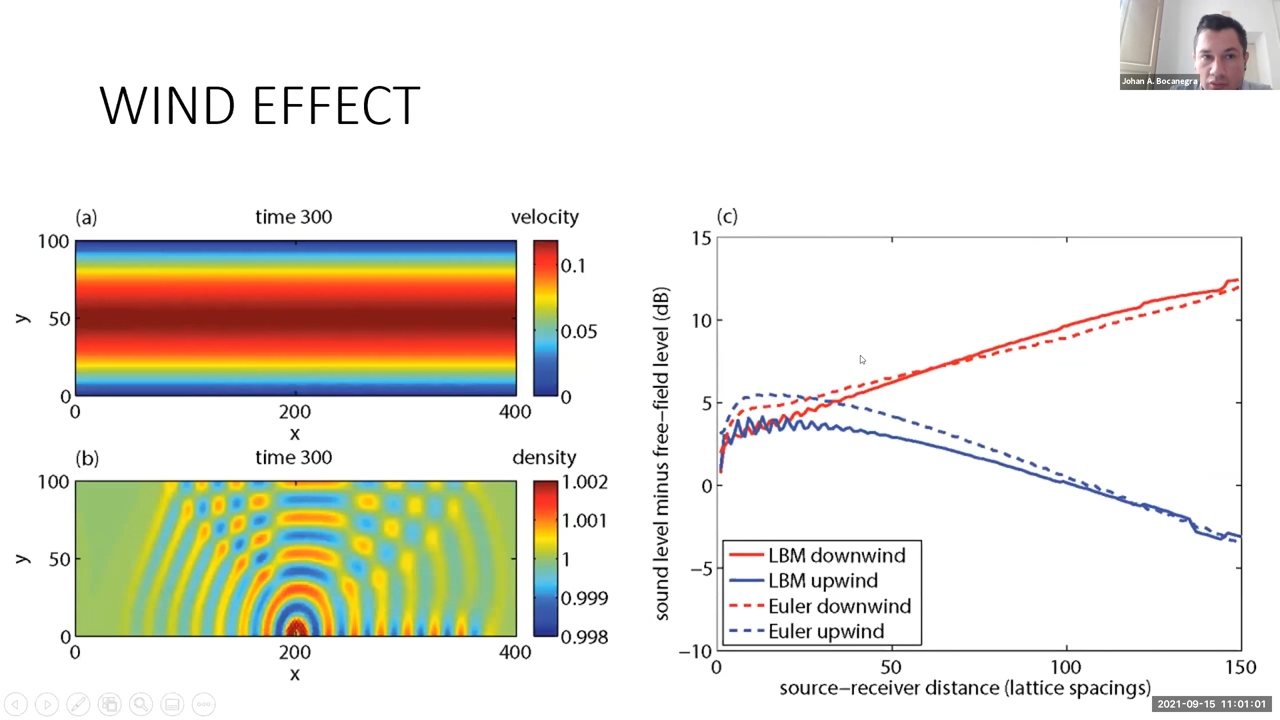 Johan A. Bocanegra
WIND EFFECT
(a) time 300 velocity
100
50
0
y
0 200 400
x
0.1
0.05
0
(b) time 300 density
100
50
0
y
0 200 400
x
1.002
1.001
1
0.999
0.998
(c)
15
10
5
0
−5
−10
sound level minus free−field level (dB)
LBM downwind
LBM upwind
Euler downwind
Euler upwind
0 50 100 150
source−receiver distance (lattice spacings)
2021-09-15 11:01:01